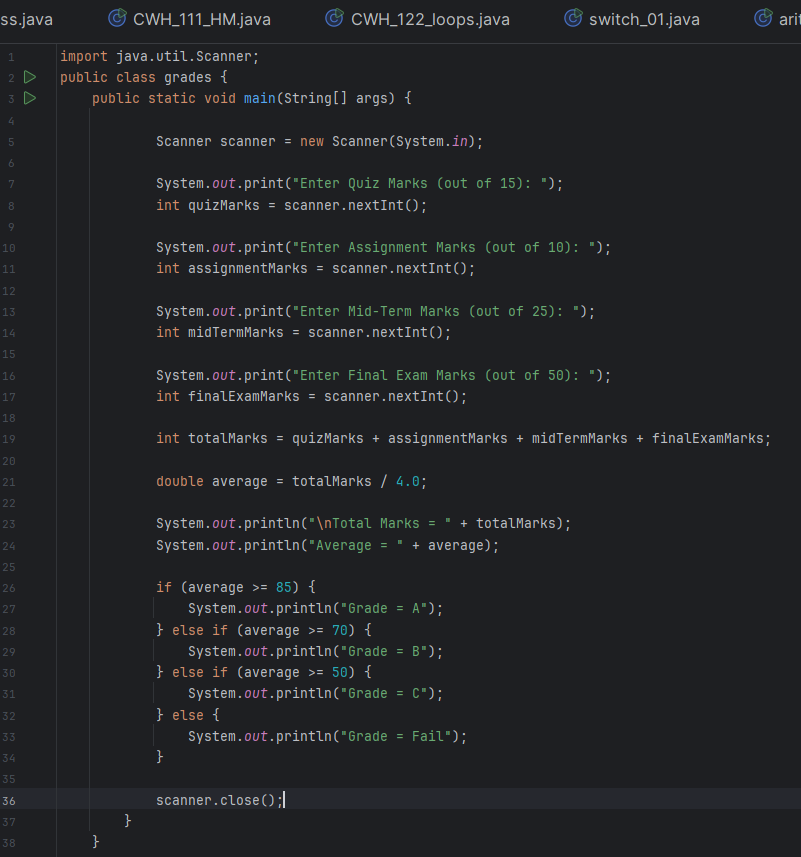 ss.java CWH_111_HM.java CWH_122_loops.java switch_01.java arit
1 import java.util.Scanner;
2 public class grades {
3 public static void main(String[] args) {
4
5 Scanner scanner = new Scanner(System.in);
6
7 System.out.print("Enter Quiz Marks (out of 15): ");
8 int quizMarks = scanner.nextInt();
9
10 System.out.print("Enter Assignment Marks (out of 10): ");
11 int assignmentMarks = scanner.nextInt();
12
13 System.out.print("Enter Mid-Term Marks (out of 25): ");
14 int midTermMarks = scanner.nextInt();
15
16 System.out.print("Enter Final Exam Marks (out of 50): ");
17 int finalExamMarks = scanner.nextInt();
18
19 int totalMarks = quizMarks + assignmentMarks + midTermMarks + finalExamMarks;
20
21 double average = totalMarks / 4.0;
22
23 System.out.println("\nTotal Marks = " + totalMarks);
24 System.out.println("Average = " + average);
25
26 if (average >= 85) {
27 System.out.println("Grade = A");
28 } else if (average >= 70) {
29 System.out.println("Grade = B");
30 } else if (average >= 50) {
31 System.out.println("Grade = C");
32 } else {
33 System.out.println("Grade = Fail");
34 }
35
36 scanner.close();
37 }
38 }